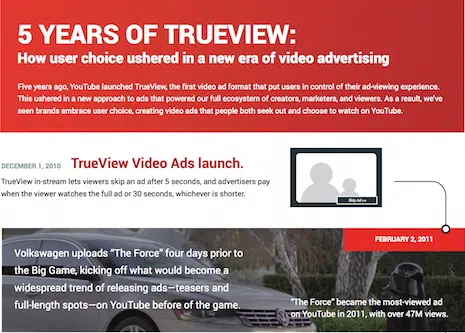 5 YEARS OF TRUEVIEW:
How user choice ushered in a new era of video advertising
Five years ago, YouTube launched TrueView, the first video ad format that put users in control of their ad-viewing experience.
This ushered in a new approach to ads that powered our full ecosystem of creators, marketers, and viewers. As a result, we've
seen brands embrace user choice, creating video ads that people both seek out and choose to watch on YouTube.
DECEMBER 1, 2010 TrueView Video Ads launch.
TrueView in-stream lets viewers skip an ad after 5 seconds, and advertisers pay
when the viewer watches the full ad or 30 seconds, whichever is shorter.
Skip Ad
FEBRUARY 2, 2011
Volkswagen uploads “The Force” four days prior to
the Big Game, kicking off what would become a
widespread trend of releasing ads—teasers and
full-length spots—on YouTube before of the game.
“The Force” became the most-viewed ad
on YouTube in 2011, with over 47M views.